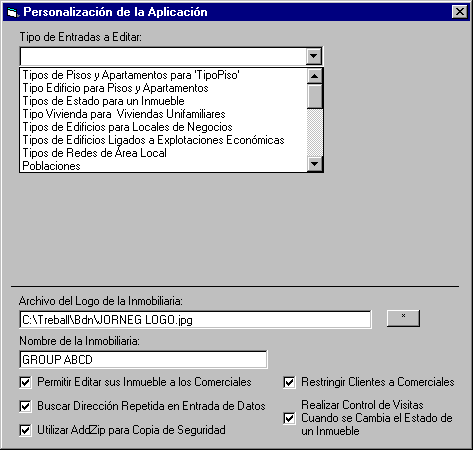 Personalización de la Aplicación
Tipo de Entradas a Editar:
Tipos de Pisos y Apartamentos para 'TipoPiso'
Tipo Edificio para Pisos y Apartamentos
Tipos de Estado para un Inmueble
Tipo Vivienda para Viviendas Unifamiliares
Tipos de Edificios para Locales de Negocios
Tipos de Edificios Ligados a Explotaciones Económicas
Tipos de Redes de Área Local
Poblaciones
Archivo del Logo de la Inmobiliaria:
C:\Treball\Bdn\JORNEG LOGO.jpg
Nombre de la Inmobiliaria:
GROUP ABCD
Permitir Editar sus Inmueble a los Comerciales
Restringir Clientes a Comerciales
Buscar Dirección Repetida en Entrada de Datos
Realizar Control de Visitas
Cuando se Cambia el Estado de
un Inmueble
Utilizar AddZip para Copia de Seguridad